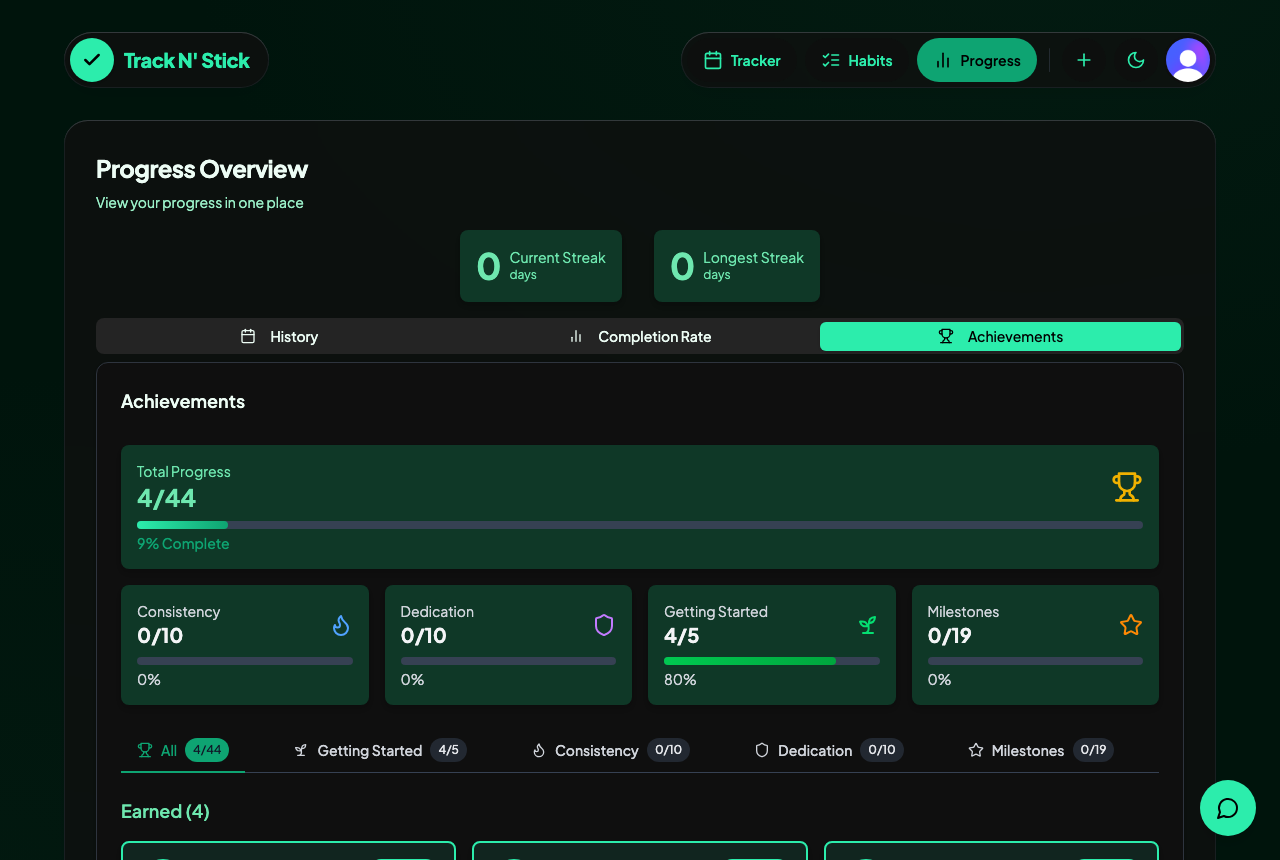 Track N' Stick
Tracker
Habits
Progress
Progress Overview
View your progress in one place
0 Current Streak
days
0 Longest Streak
days
History
Completion Rate
Achievements
Achievements
Total Progress
4/44
9% Complete
Consistency
0/10
0%
Dedication
0/10
0%
Getting Started
4/5
80%
Milestones
0/19
0%
All 4/44
Getting Started 4/5
Consistency 0/10
Dedication 0/10
Milestones 0/19
Earned (4)